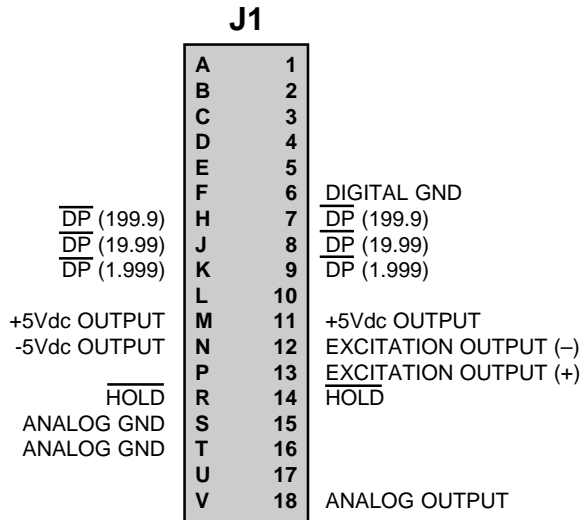 J1
A 1
B 2
C 3
D 4
E 5
F 6 DIGITAL GND
DP (199.9) H 7 DP (199.9)
DP (19.99) J 8 DP (19.99)
DP (1.999) K 9 DP (1.999)
L 10
+5Vdc OUTPUT M 11 +5Vdc OUTPUT
-5Vdc OUTPUT N 12 EXCITATION OUTPUT (–)
P 13 EXCITATION OUTPUT (+)
HOLD R 14 HOLD
ANALOG GND S 15
ANALOG GND T 16
U 17
V 18 ANALOG OUTPUT